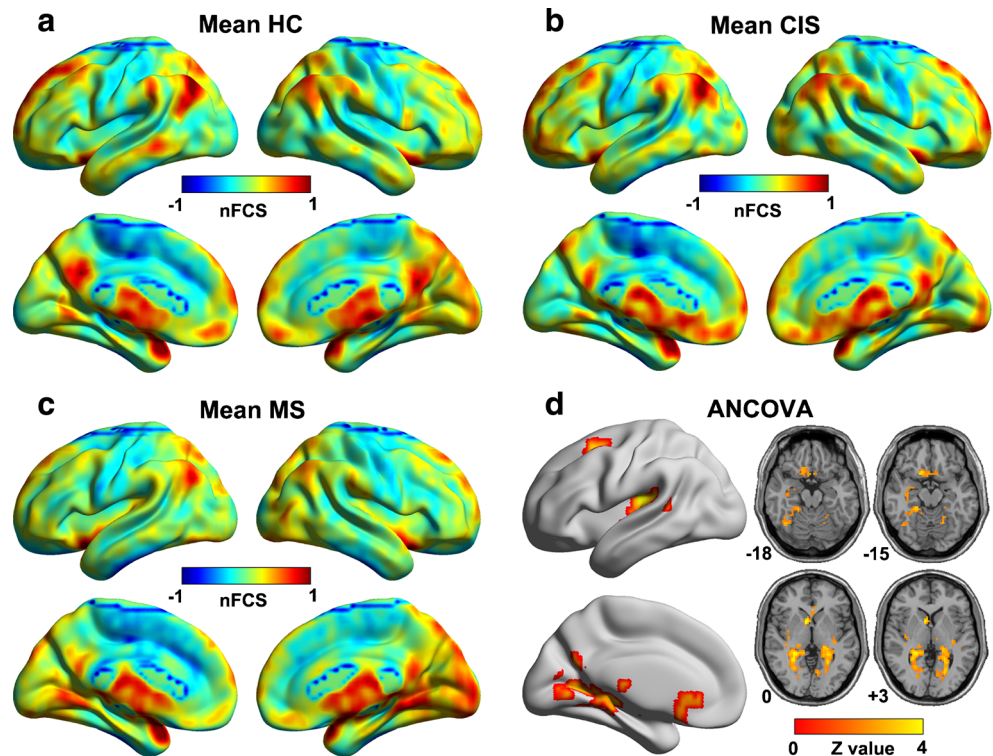 a Mean HC
-1 nFCS 1
b Mean CIS
-1 nFCS 1
c Mean MS
-1 nFCS 1
d ANCOVA
-18 -15
0 +3
0 Z value 4